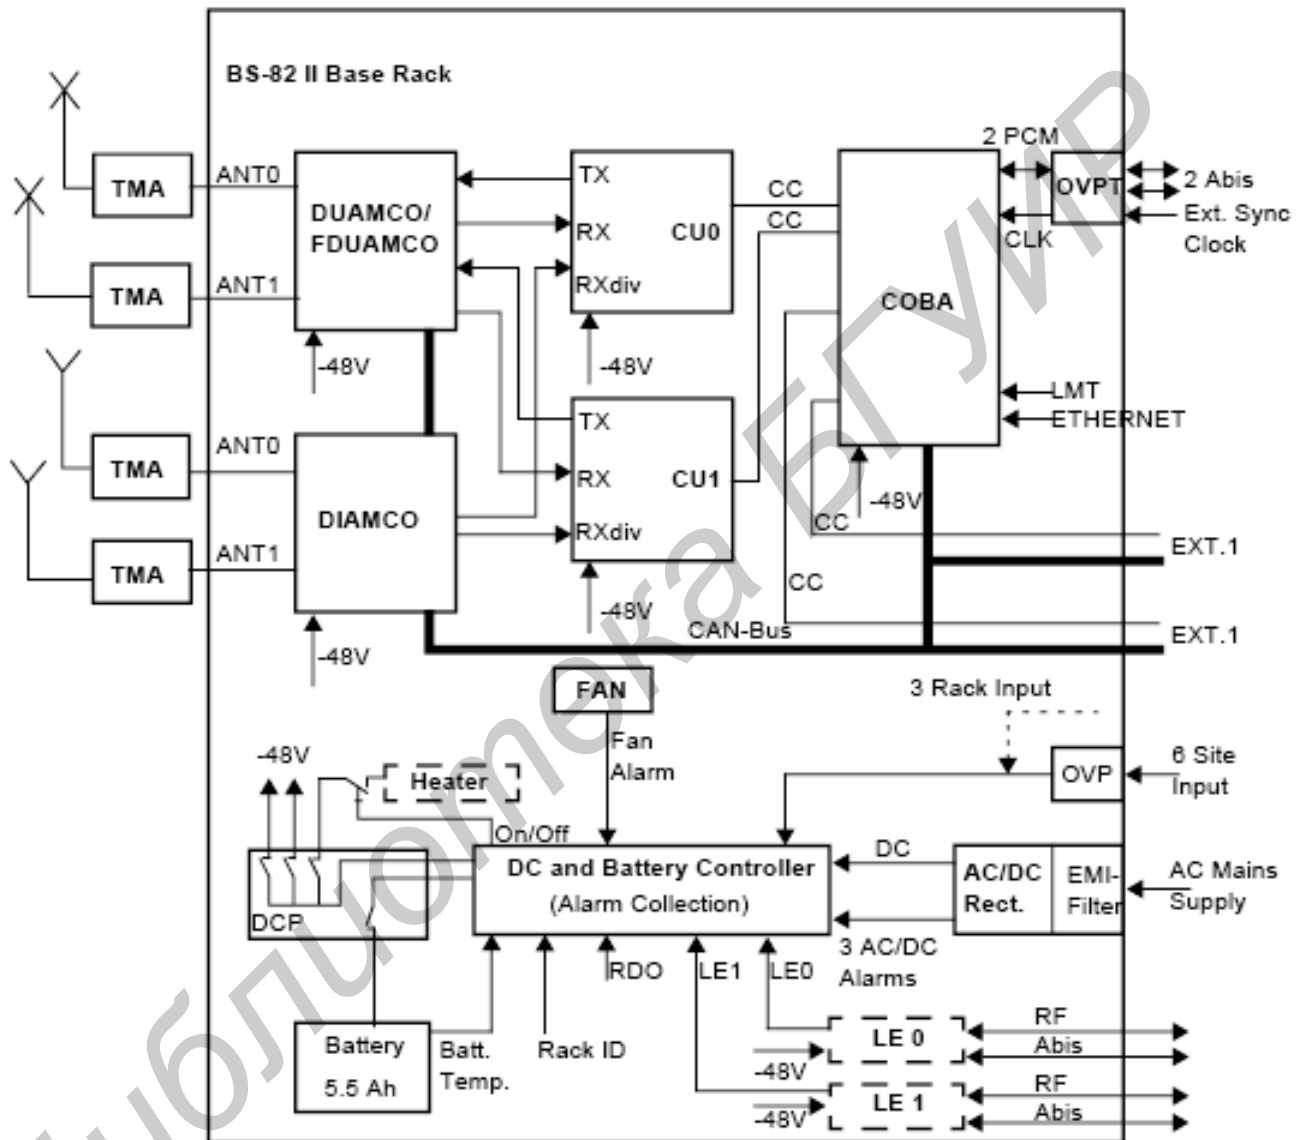 BS-82 II Base Rack
TMA
ANT0
TMA
ANT1
TMA
ANT0
TMA
ANT1
DUAMCO/
FDUAMCO
-48V
DIAMCO
-48V
TX
RX
CU0
RXdiv
-48V
TX
RX
CU1
RXdiv
-48V
CC
CC
COBA
-48V
CC
CC
2 PCM
OVPT
CLK
2 Abis
Ext. Sync
Clock
LMT
ETHERNET
EXT.1
EXT.1
CAN-Bus
FAN
Fan
Alarm
3 Rack Input
OVP
6 Site
Input
-48V
Heater
On/Off
DCP
DC and Battery Controller
(Alarm Collection)
DC
AC/DC
Rect.
EMI-
Filter
AC Mains
Supply
3 AC/DC
Alarms
RDO
LE1
LE0
Battery
5.5 Ah
Batt.
Temp.
Rack ID
LE 0
-48V
RF
Abis
LE 1
-48V
RF
Abis
Библиотека БГУИР